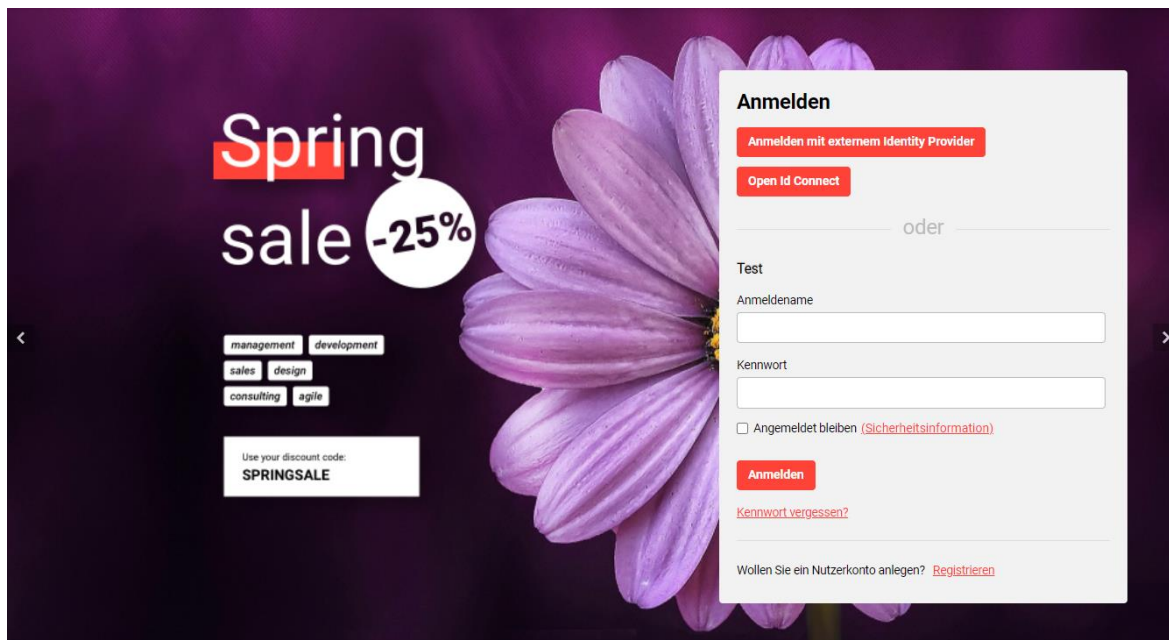 Spring
sale -25%
management development
sales design
consulting agile
Use your discount code:
SPRINGSALE
Anmelden
Anmelden mit externem Identity Provider
Open Id Connect
oder
Test
Anmeldename
Kennwort
Angemeldet bleiben (Sicherheitsinformation)
Anmelden
Kennwort vergessen?
Wollen Sie ein Nutzerkonto anlegen? Registrieren